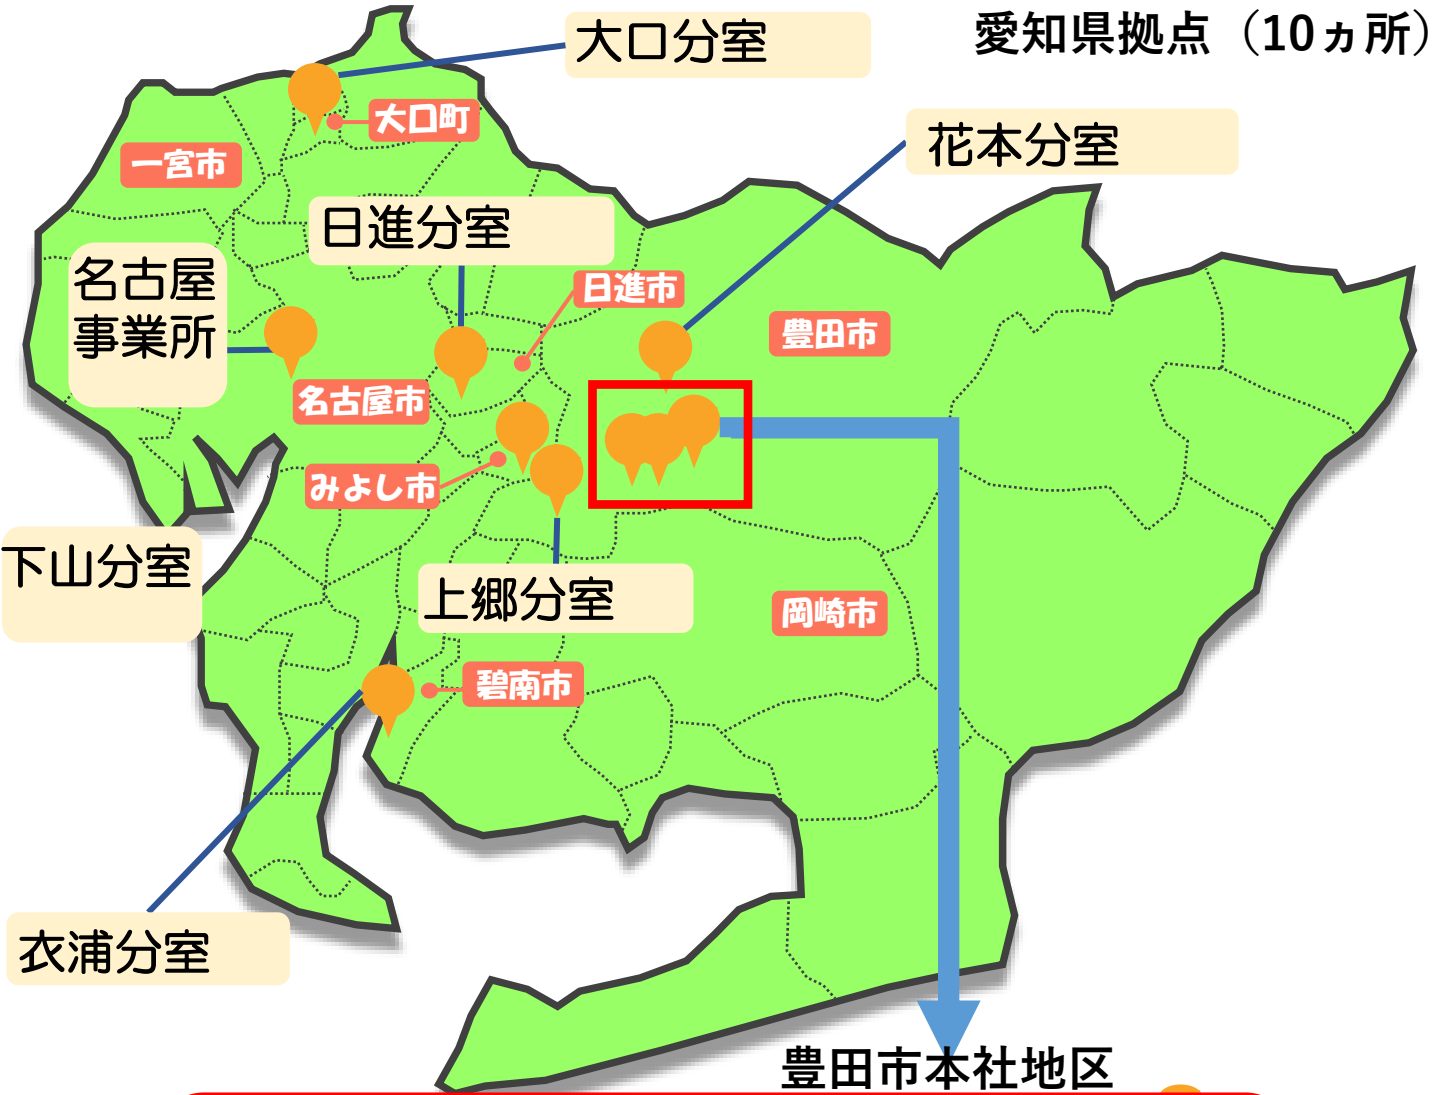 愛知県拠点（10ヵ所）
大口分室
大口町
花本分室
一宮市
日進分室
名古屋
事業所
日進市
豊田市
名古屋市
みよし市
下山分室
上郷分室
岡崎市
碧南市
衣浦分室
豊田市本社地区